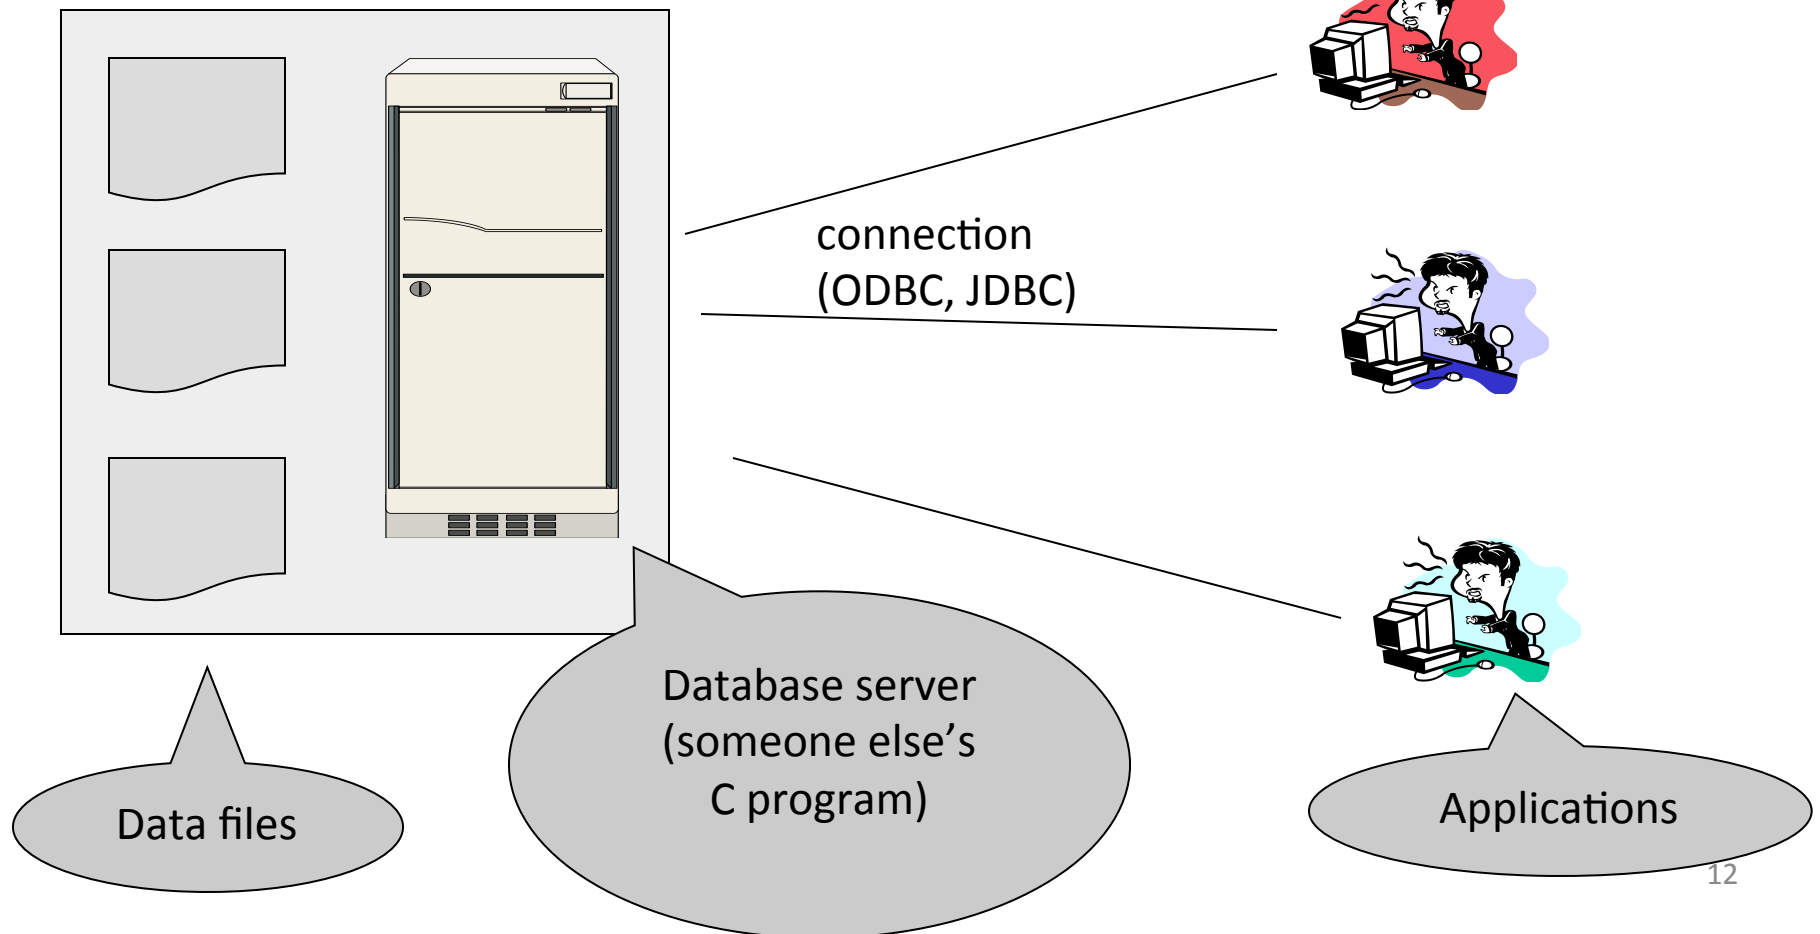 connection
(ODBC, JDBC)
Database server
(someone else’s
C program)
Data files
Applications
12